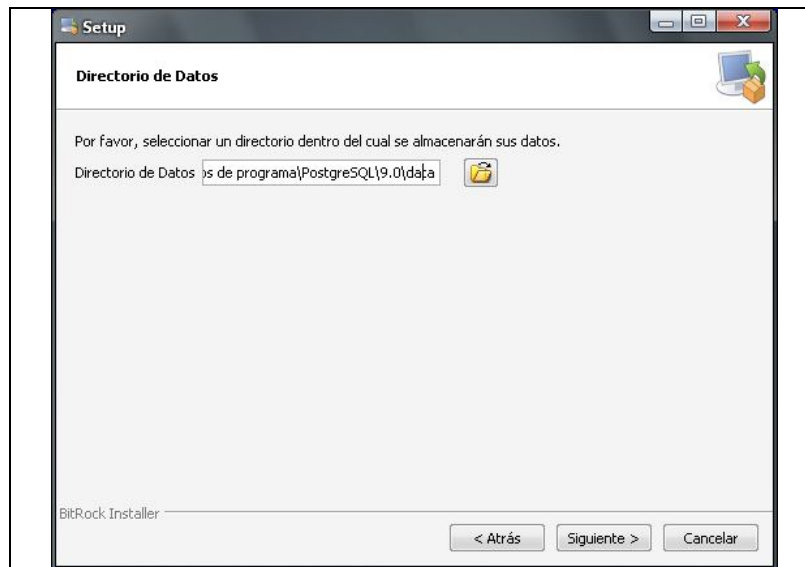 Setup
Directorio de Datos
Por favor, seleccionar un directorio dentro del cual se almacenarán sus datos.
Directorio de Datos os de programa\PostgreSQL\9.0\data
BitRock Installer
< Atrás Siguiente > Cancelar